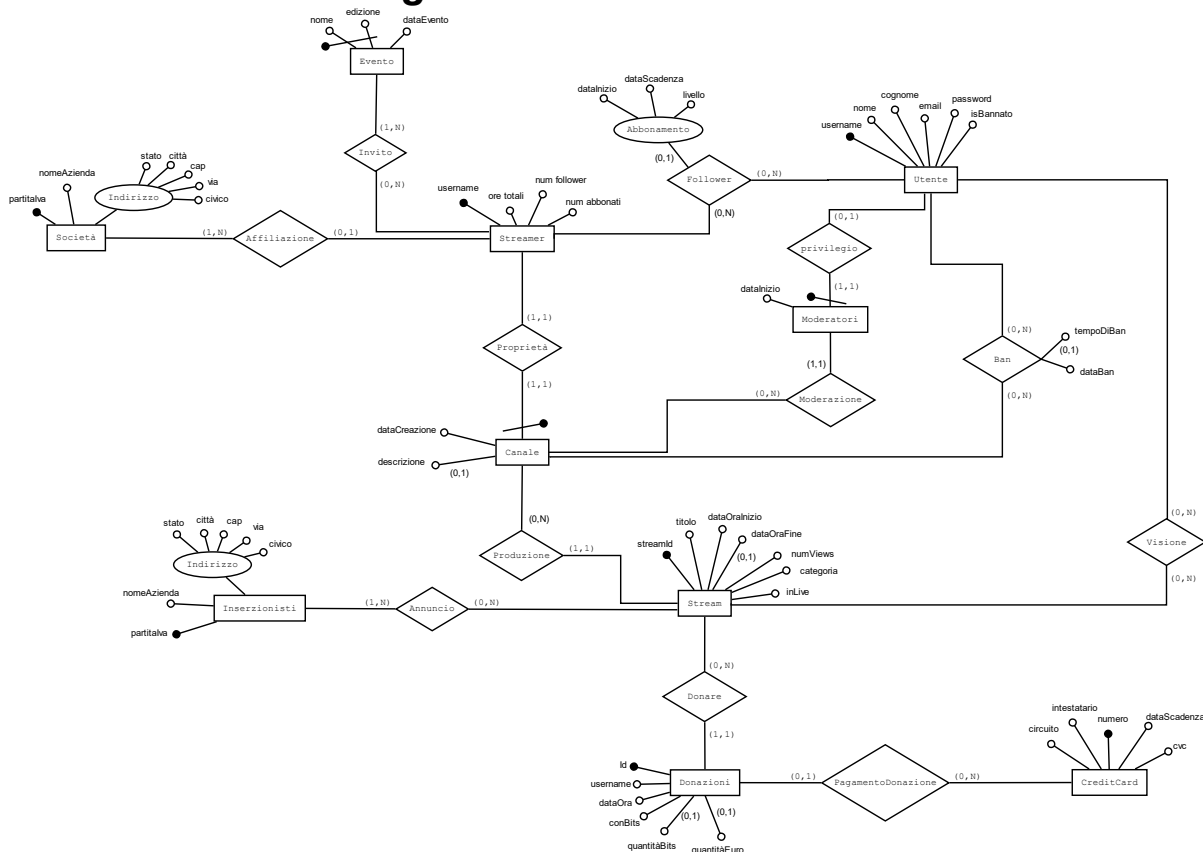 edizione
nome
dataEvento
Evento
(1,N)
Invito
(0,N)
dataInizio
dataScadenza
livello
Abbonamento
(0,1)
Follower
(0,N)
(0,N)
cognome
nome
email
password
username
isBannato
Utente
stato
città
cap
via
civico
nomeAzienda
Indirizzo
partitaIva
Società
(1,N)
Affiliazione
(0,1)
username
ore totali
num follower
num abbonati
Streamer
(0,1)
privilegio
(1,1)
dataInizio
Moderatori
(1,1)
Moderazione
(0,N)
(1,1)
Proprietà
(1,1)
(0,N)
Ban
tempoDiBan
(0,1)
dataBan
(0,N)
dataCreazione
descrizione
(0,1)
Canale
(0,N)
Produzione
(1,1)
(0,N)
Visione
(0,N)
stato
città
cap
via
civico
Indirizzo
nomeAzienda
Inserzionisti
partitaIva
(1,N)
Annuncio
(0,N)
streamId
titolo
dataOraInizio
dataOraFine
(0,1)
numViews
categoria
inLive
Stream
(0,N)
Donare
(1,1)
Id
username
dataOra
conBits
quantitàBits
(0,1)
(0,1)
quantitàEuro
Donazioni
(0,1)
PagamentoDonazione
(0,N)
circuito
intestatario
numero
dataScadenza
cvc
CreditCard